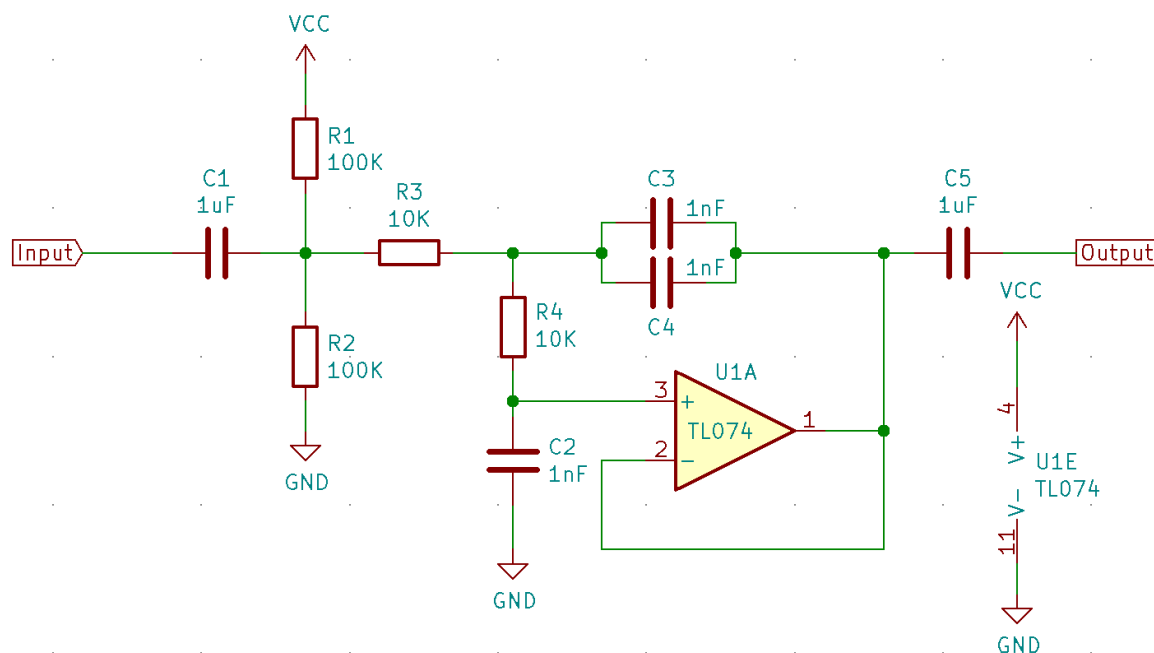 VCC
R1
100K
C1
1uF
R3
10K
C3
1nF
C5
1uF
Input
Output
1nF
C4
VCC
R4
10K
R2
100K
U1A
3
+
TL074
1
2
-
4
V+
C2
1nF
U1E
TL074
V-
11
GND
GND
GND